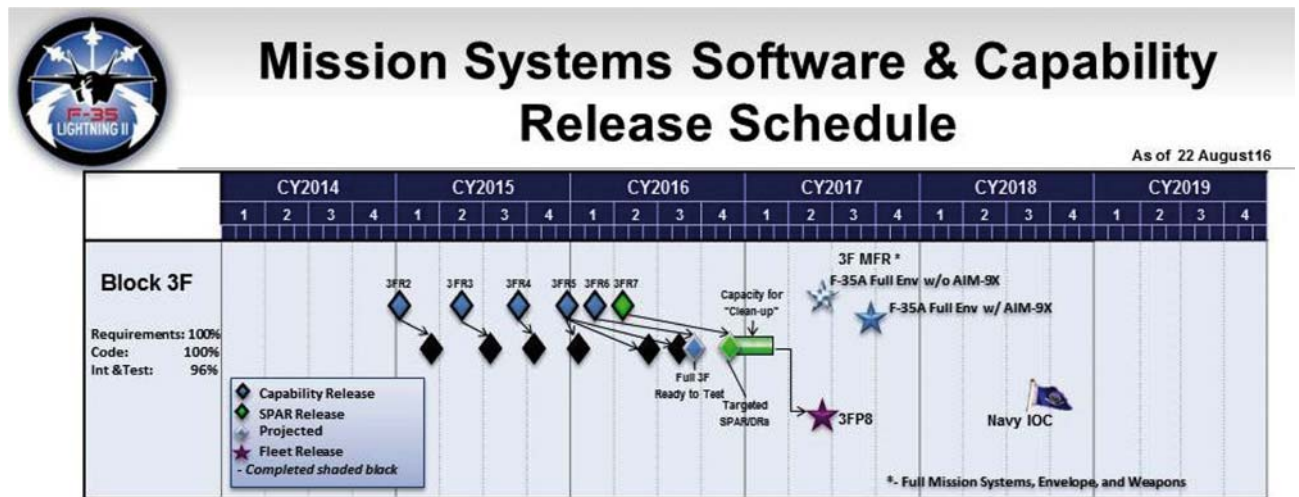 F-35
LIGHTNING II
Mission Systems Software & Capability
Release Schedule
As of 22 August16
CY2014 CY2015 CY2016 CY2017 CY2018 CY2019
1 2 3 4 1 2 3 4 1 2 3 4 1 2 3 4 1 2 3 4 1 2 3 4
Block 3F
Requirements: 100%
Code: 100%
Int &Test: 96%
3FR2 3FR3 3FR4 3FR5 3FR6 3FR7
Capacity for
"Clean-up"
3F MFR *
F-35A Full Env w/o AIM-9X
F-35A Full Env w/ AIM-9X
Full 3F
Ready to Test
Targeted
SPAR/DRs
3FP8
Navy IOC
Capability Release
SPAR Release
Projected
Fleet Release
- Completed shaded black
*- Full Mission Systems, Envelope, and Weapons